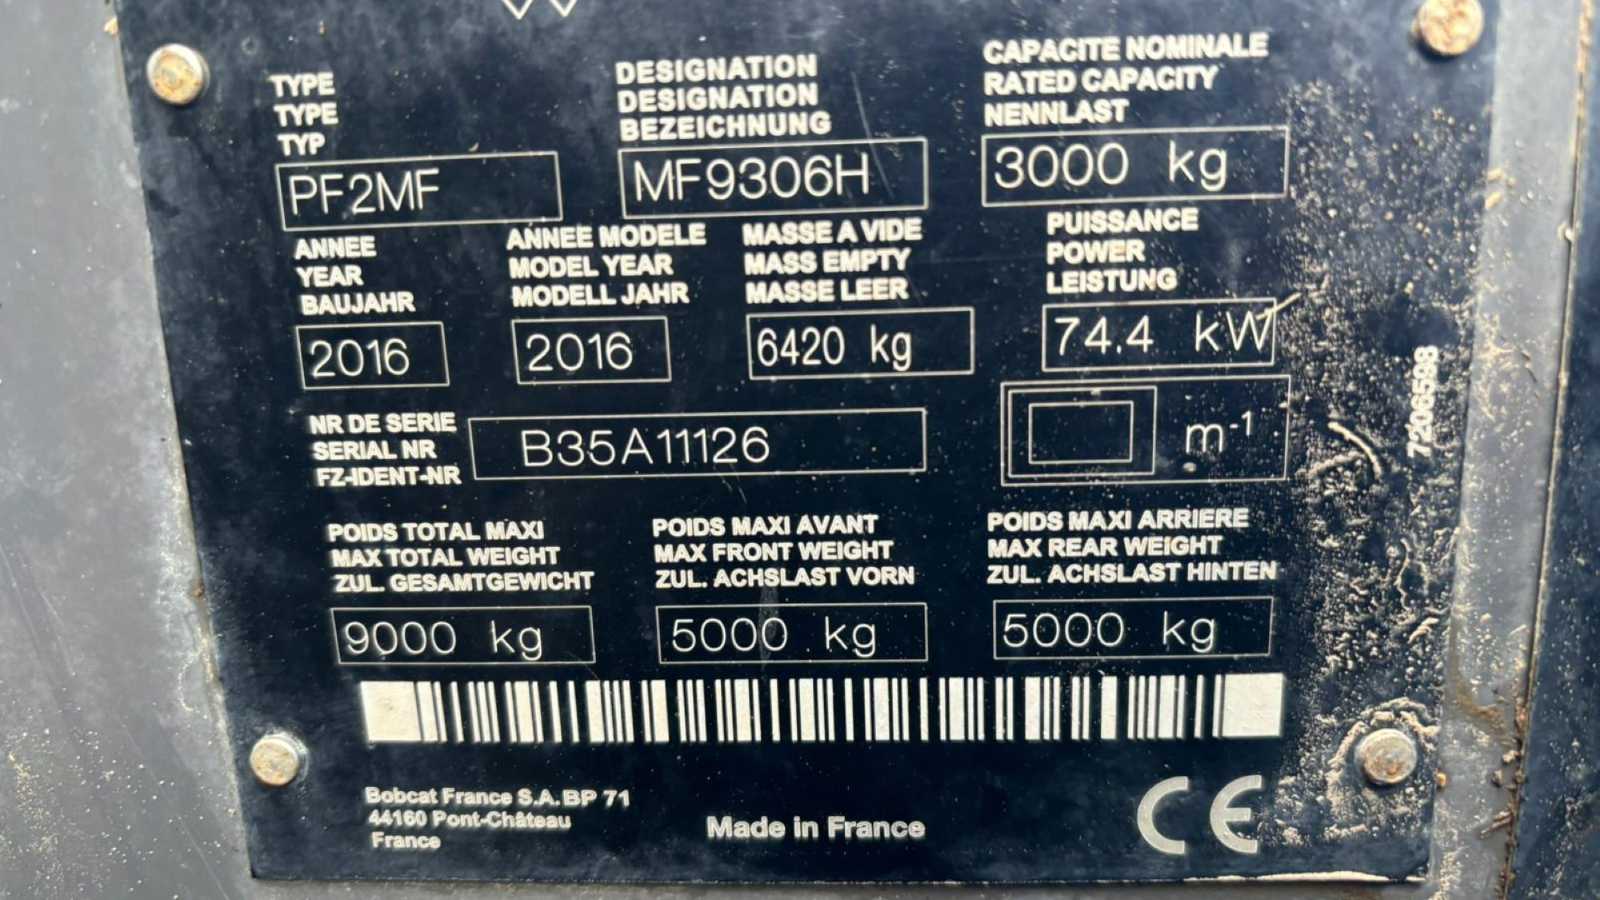 TYPE
TYPE
TYP
PF2MF
DESIGNATION
DESIGNATION
BEZEICHNUNG
MF9306H
CAPACITE NOMINALE
RATED CAPACITY
NENNLAST
3000 kg
ANNEE
YEAR
BAUJAHR
2016
ANNEE MODELE
MODEL YEAR
MODELL JAHR
2016
MASSE A VIDE
MASS EMPTY
MASSE LEER
6420 kg
PUISSANCE
POWER
LEISTUNG
74.4 kW
NR DE SERIE
SERIAL NR
FZ-IDENT-NR
B35A11126
m-1
7206598
POIDS TOTAL MAXI
MAX TOTAL WEIGHT
ZUL. GESAMTGEWICHT
9000 kg
POIDS MAXI AVANT
MAX FRONT WEIGHT
ZUL. ACHSLAST VORN
5000 kg
POIDS MAXI ARRIERE
MAX REAR WEIGHT
ZUL. ACHSLAST HINTEN
5000 kg
Bobcat France S.A. BP 71
44160 Pont-Château
France
Made in France
CE